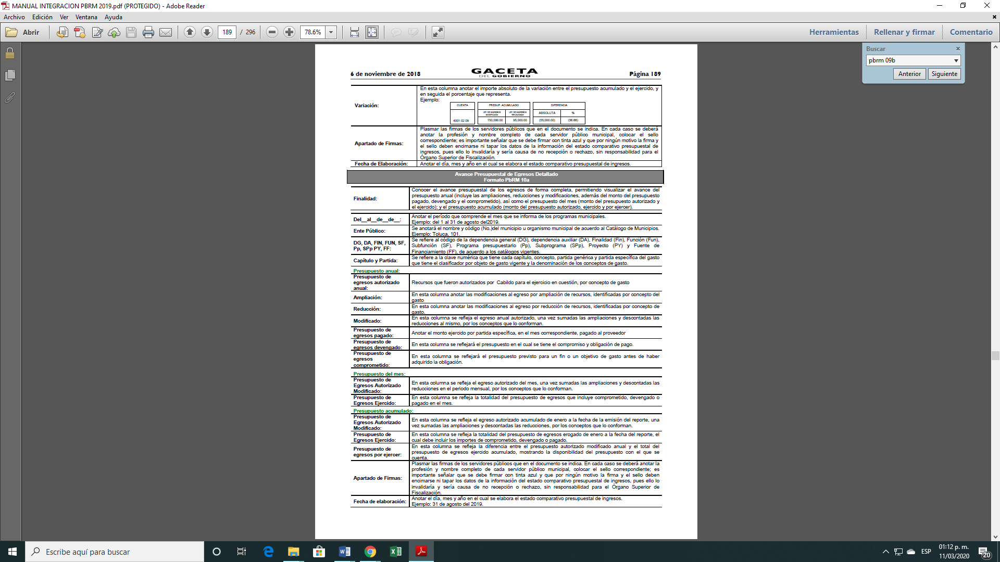 MANUAL INTEGRACION PBRM 2019.pdf (PROTEGIDO) - Adobe Reader
Archivo Edición Ver Ventana Ayuda
Abrir 189 / 296 78.6% Herramientas Rellenar y firmar Comentario
Buscar
pbrm 09b
Anterior Siguiente
6 de noviembre de 2018 GACETA DEL GOBIERNO Página 189
Variación:
En esta columna anotar el importe absoluto de la variación entre el presupuesto acumulado y el ejercido, y
en seguida el porcentaje que representa.
Ejemplo:
CUENTA PRESUP. ACUMULADO DIFERENCIA
LEY DE INGRESOS MODIFICADA LEY DE INGRESOS RECAUDADA ABSOLUTA %
4001 02 09 150,000.00 95,000.00 (55,000.00) (36.66)
Apartado de Firmas:
Plasmar las firmas de los servidores públicos que en el documento se indica. En cada caso se deberá
anotar la profesión y nombre completo de cada servidor público municipal, colocar el sello
correspondiente; es importante señalar que se debe firmar con tinta azul y que por ningún motivo la firma y
el sello deben encimarse ni tapar los datos de la información del estado comparativo presupuestal de
ingresos, pues ello lo invalidaría y sería causa de no recepción o rechazo, sin responsabilidad para el
Órgano Superior de Fiscalización.
Fecha de Elaboración: Anotar el día, mes y año en el cual se elabora el estado comparativo presupuestal de ingresos.
Avance Presupuestal de Egresos Detallado
Formato PbRM 10a
Finalidad:
Conocer el avance presupuestal de los egresos de forma completa, permitiendo visualizar el avance del
presupuesto anual (incluye las ampliaciones, reducciones y modificaciones, además del monto del presupuesto
pagado, devengado y el comprometido), así como el presupuesto del mes (monto del presupuesto autorizado y
el ejercido); y el presupuesto acumulado (monto del presupuesto autorizado, ejercido y por ejercer).
Del__al__de__de__:
Anotar el período que comprende el mes que se informa de los programas municipales.
Ejemplo: del 1 al 31 de agosto del2019.
Ente Público:
Se anotará el nombre y código (No.)del municipio u organismo municipal de acuerdo al Catálogo de Municipios.
Ejemplo: Toluca, 101.
DG, DA, FIN, FUN, SF,
Pp, SPp PY, FF:
Se refiere al código de la dependencia general (DG), dependencia auxiliar (DA), Finalidad (Fin), Función (Fun),
Subfunción (SF), Programa presupuestario (Pp), Subprograma (SPp), Proyecto (PY) y Fuente de
Financiamiento (FF), de acuerdo a los catálogos vigentes.
Capítulo y Partida:
Se refiere a la clave numérica que tiene cada capítulo, concepto, partida genérica y partida específica del gasto
que tiene el clasificador por objeto de gasto vigente y la denominación de los conceptos de gasto.
Presupuesto anual:
Presupuesto de
egresos autorizado
anual:
Recursos que fueron autorizados por Cabildo para el ejercicio en cuestión, por concepto de gasto
Ampliación:
En esta columna anotar las modificaciones al egreso por ampliación de recursos, identificadas por concepto del
gasto
Reducción:
En esta columna anotar las modificaciones al egreso por reducción de recursos, identificadas por concepto de
gasto.
Modificado:
En esta columna se refleja el egreso anual autorizado, una vez sumadas las ampliaciones y descontadas las
reducciones al mismo, por los conceptos que lo conforman.
Presupuesto de
egresos pagado:
Anotar el monto ejercido por partida específica, en el mes correspondiente, pagado al proveedor
Presupuesto de
egresos devengado:
En esta columna se reflejará el presupuesto en el cual se tiene el compromiso y obligación de pago.
Presupuesto de
egresos
comprometido:
En esta columna se reflejará el presupuesto previsto para un fin o un objetivo de gasto antes de haber
adquirido la obligación.
Presupuesto del mes:
Presupuesto de
Egresos Autorizado
Modificado:
En esta columna se refleja el egreso autorizado del mes, una vez sumadas las ampliaciones y descontadas las
reducciones en el periodo mensual, por los conceptos que lo conforman.
Presupuesto de
Egresos Ejercido:
En esta columna se refleja la totalidad del presupuesto de egresos que incluye comprometido, devengado o
pagado en el mes.
Presupuesto acumulado:
Presupuesto de
Egresos Autorizado
Modificado:
En esta columna se refleja el egreso autorizado acumulado de enero a la fecha de la emisión del reporte, una
vez sumadas las ampliaciones y descontadas las reducciones, por los conceptos que lo conforman.
Presupuesto de
Egresos Ejercido:
En esta columna se refleja la totalidad del presupuesto de egresos erogado de enero a la fecha del reporte, el
cual debe incluir los importes de comprometido, devengado o pagado.
Presupuesto de
egresos por ejercer:
En esta columna se refleja la diferencia entre el presupuesto autorizado modificado anual y el total del
presupuesto de egresos ejercido acumulado, mostrando la disponibilidad del presupuesto con el que se
cuenta.
Apartado de Firmas:
Plasmar las firmas de los servidores públicos que en el documento se indica. En cada caso se deberá anotar la
profesión y nombre completo de cada servidor público municipal, colocar el sello correspondiente; es
importante señalar que se debe firmar con tinta azul y que por ningún motivo la firma y el sello deben
encimarse ni tapar los datos de la información del estado comparativo presupuestal de ingresos, pues ello lo
invalidaría y sería causa de no recepción o rechazo, sin responsabilidad para el Órgano Superior de
Fiscalización.
Fecha de elaboración:
Anotar el día, mes y año en el cual se elabora el estado comparativo presupuestal de ingresos.
Ejemplo: 31 de agosto del 2019.
Escribe aquí para buscar
ESP
01:12 p. m.
11/03/2020
20